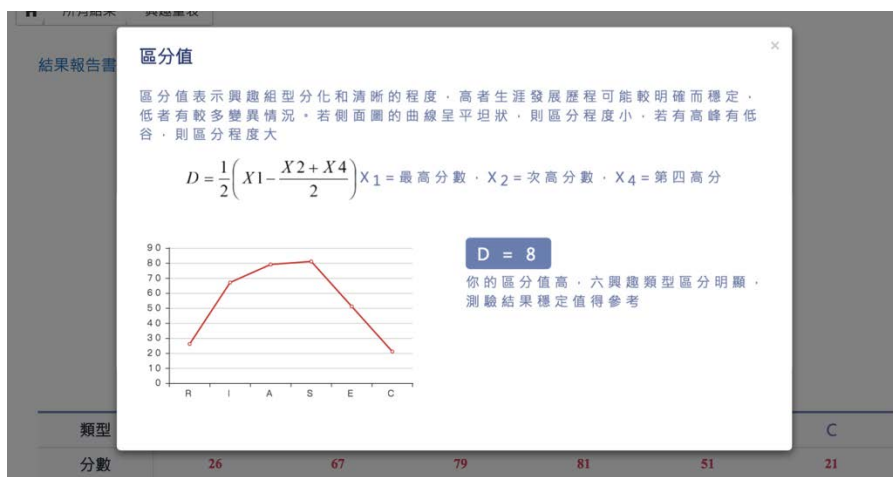 所有結果 興趣量表
結果報告書
區分值
×
區分值表示興趣組型分化和清晰的程度，高者生涯發展歷程可能較明確而穩定，
低者有較多變異情況。若側面圖的曲線呈平坦狀，則區分程度小，若有高峰有低
谷，則區分程度大
D = 1/2 ( X1 − (X2 + X4)/2 ) X1 = 最高分數，X2 = 次高分數，X4 = 第四高分
90
80
70
60
50
40
30
20
10
0
R I A S E C
D = 8
你的區分值高，六興趣類型區分明顯，
測驗結果穩定值得參考
類型 C
分數 26 67 79 81 51 21